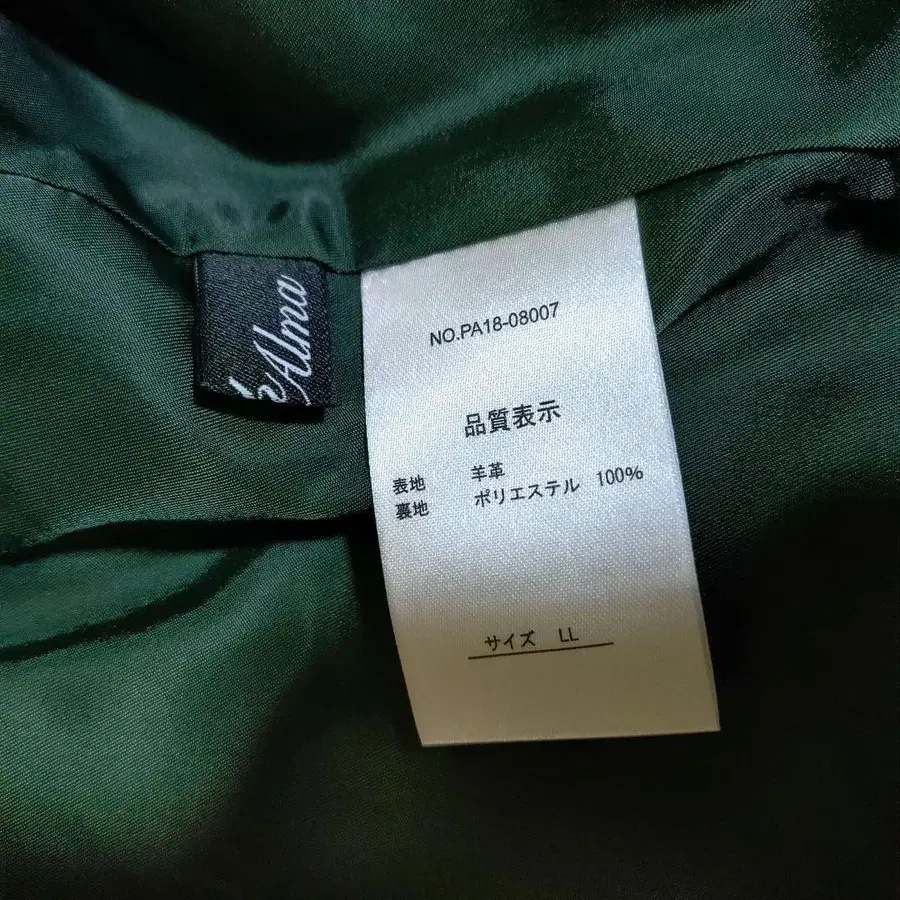 Alma
NO.PA18-08007
品質表示
表地 羊革
裏地 ポリエステル 100%
サイズ LL